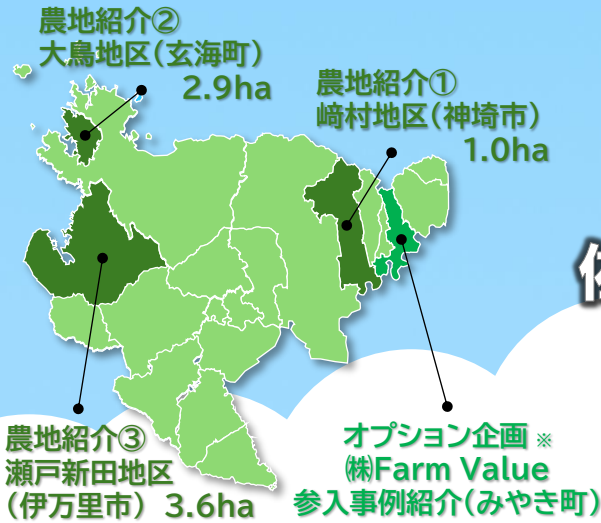 農地紹介②
大鳥地区（玄海町）
2.9ha
農地紹介①
﨑村地区（神埼市）
1.0ha
農地紹介③
瀬戸新田地区
（伊万里市）3.6ha
オプション企画 ※
㈱Farm Value
参入事例紹介（みやき町）